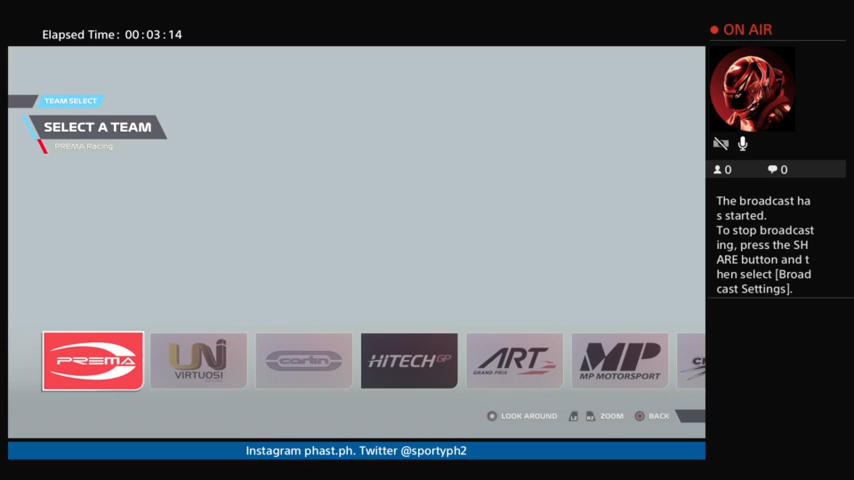 Elapsed Time: 00:03:14
ON AIR
TEAM SELECT
SELECT A TEAM
PREMA Racing
0
0
The broadcast ha
s started.
To stop broadcast
ing, press the SH
ARE button and t
hen select [Broad
cast Settings].
PREMA
UNI
VIRTUOSI
carlin
HITECH GP
ART
GRAND PRIX
MP
MP MOTORSPORT
LOOK AROUND
L2
R2
ZOOM
BACK
Instagram phast.ph. Twitter @sportyph2